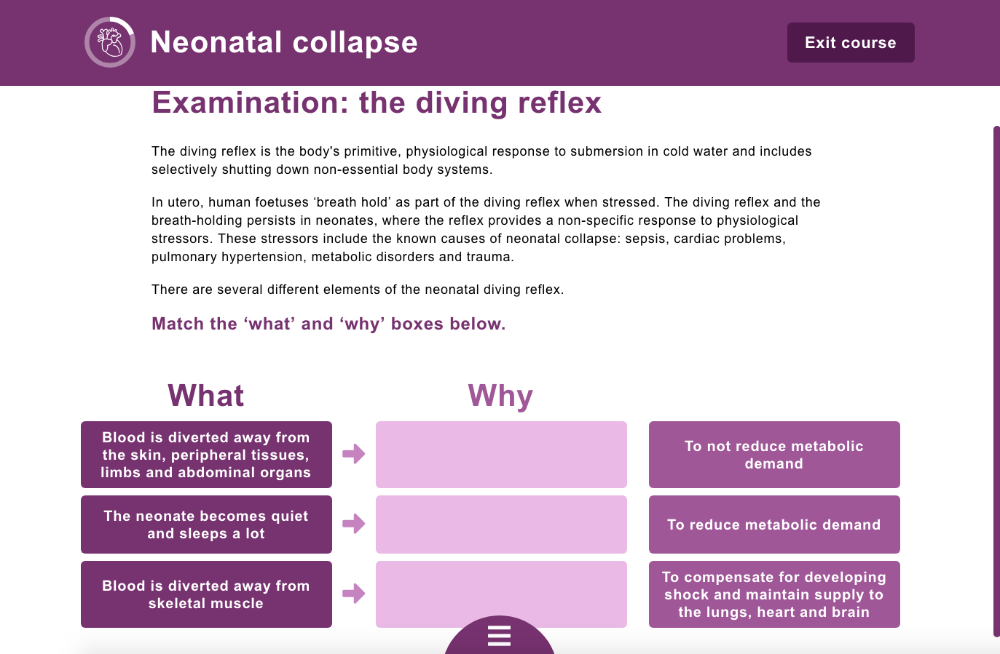 Neonatal collapse
Exit course
Examination: the diving reflex
The diving reflex is the body's primitive, physiological response to submersion in cold water and includes
selectively shutting down non-essential body systems.
In utero, human foetuses ‘breath hold’ as part of the diving reflex when stressed. The diving reflex and the
breath-holding persists in neonates, where the reflex provides a non-specific response to physiological
stressors. These stressors include the known causes of neonatal collapse: sepsis, cardiac problems,
pulmonary hypertension, metabolic disorders and trauma.
There are several different elements of the neonatal diving reflex.
Match the ‘what’ and ‘why’ boxes below.
What
Why
Blood is diverted away from
the skin, peripheral tissues,
limbs and abdominal organs
To not reduce metabolic
demand
The neonate becomes quiet
and sleeps a lot
To reduce metabolic demand
Blood is diverted away from
skeletal muscle
To compensate for developing
shock and maintain supply to
the lungs, heart and brain